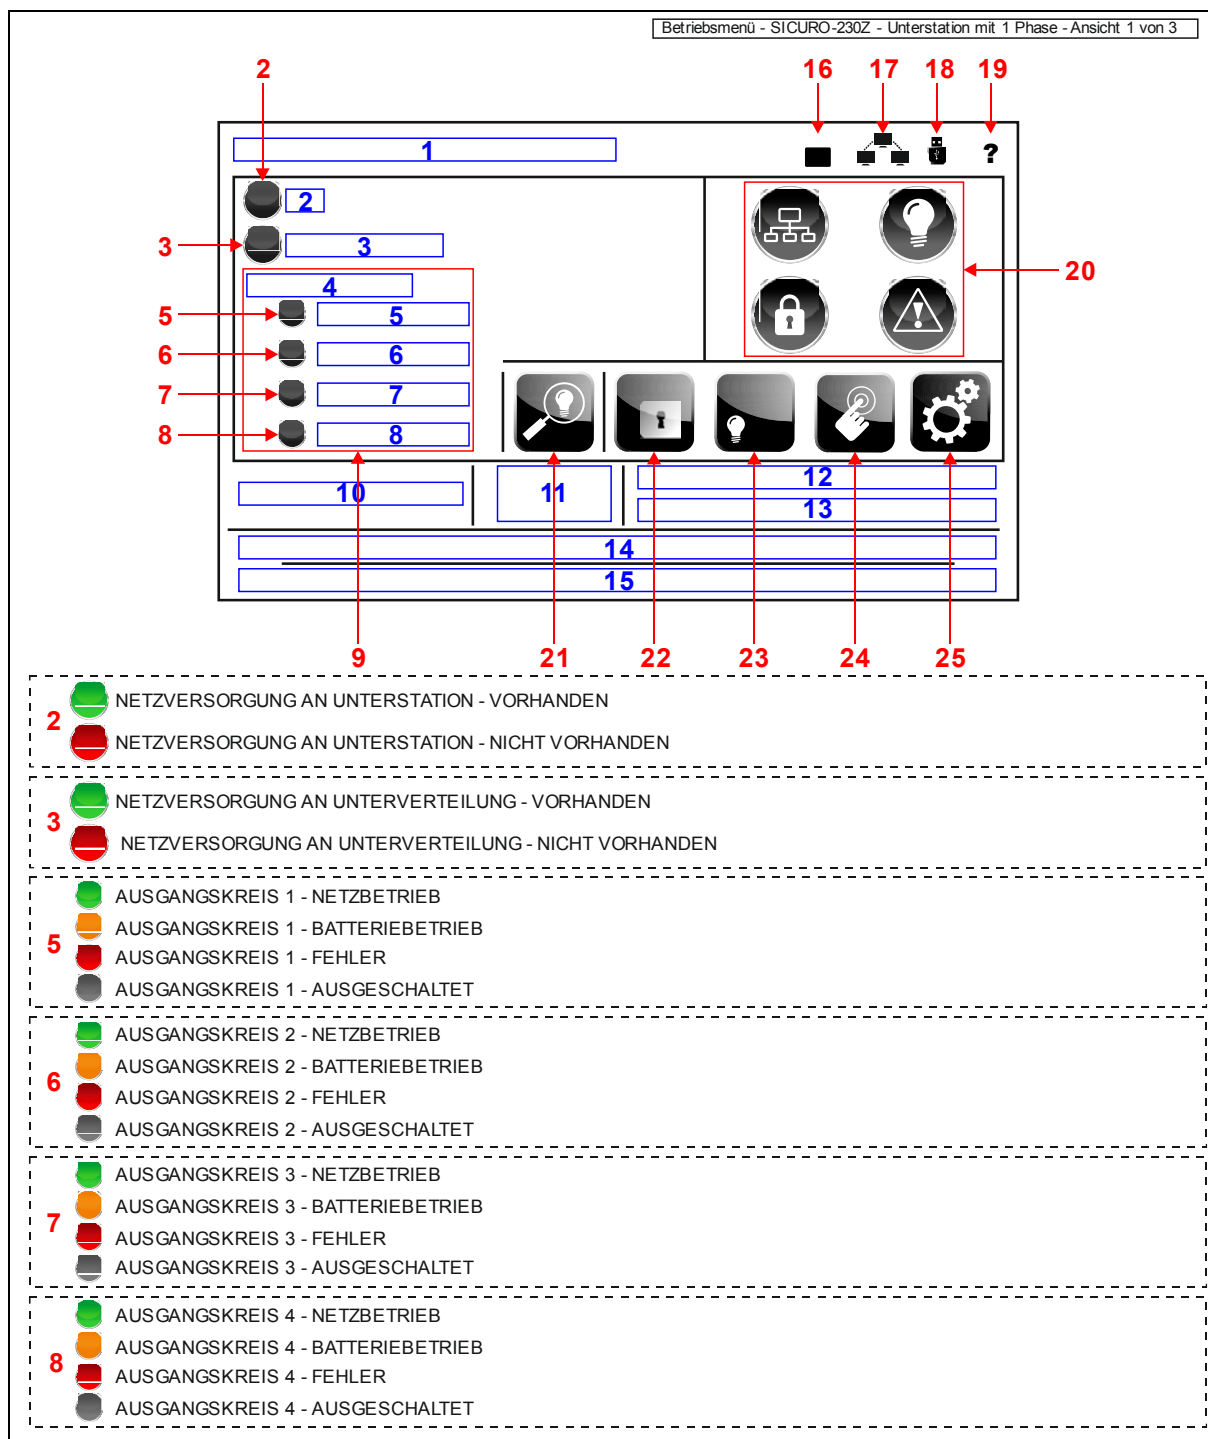 Betriebsmenü - SICURO-230Z - Unterstation mit 1 Phase - Ansicht 1 von 3
2 16 17 18 19
1
?
2
3 3
4
20
5 5
6 6
7 7
8 8
10 11 12
13
14
15
9 21 22 23 24 25
2
NETZVERSORGUNG AN UNTERSTATION - VORHANDEN
NETZVERSORGUNG AN UNTERSTATION - NICHT VORHANDEN
3
NETZVERSORGUNG AN UNTERVERTEILUNG - VORHANDEN
NETZVERSORGUNG AN UNTERVERTEILUNG - NICHT VORHANDEN
5
AUSGANGSKREIS 1 - NETZBETRIEB
AUSGANGSKREIS 1 - BATTERIEBETRIEB
AUSGANGSKREIS 1 - FEHLER
AUSGANGSKREIS 1 - AUSGESCHALTET
6
AUSGANGSKREIS 2 - NETZBETRIEB
AUSGANGSKREIS 2 - BATTERIEBETRIEB
AUSGANGSKREIS 2 - FEHLER
AUSGANGSKREIS 2 - AUSGESCHALTET
7
AUSGANGSKREIS 3 - NETZBETRIEB
AUSGANGSKREIS 3 - BATTERIEBETRIEB
AUSGANGSKREIS 3 - FEHLER
AUSGANGSKREIS 3 - AUSGESCHALTET
8
AUSGANGSKREIS 4 - NETZBETRIEB
AUSGANGSKREIS 4 - BATTERIEBETRIEB
AUSGANGSKREIS 4 - FEHLER
AUSGANGSKREIS 4 - AUSGESCHALTET